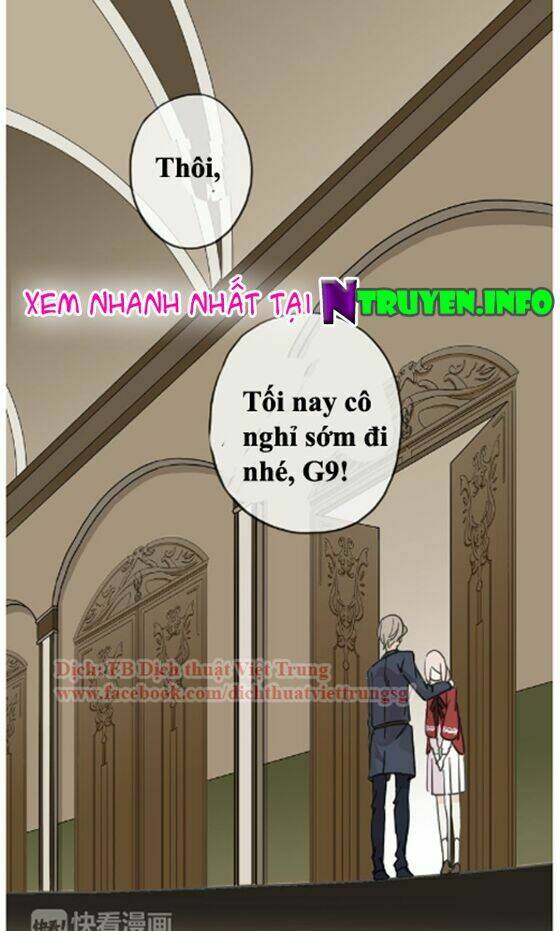 Thôi,
XEM NHANH NHẤT TẠI NTRUYEN.INFO
Tối nay cô
nghỉ sớm đi
nhé, G9!
Dịch: FB Dịch thuật Việt Trung
www.facebook.com/dichthuatviettrungsg
快看漫画